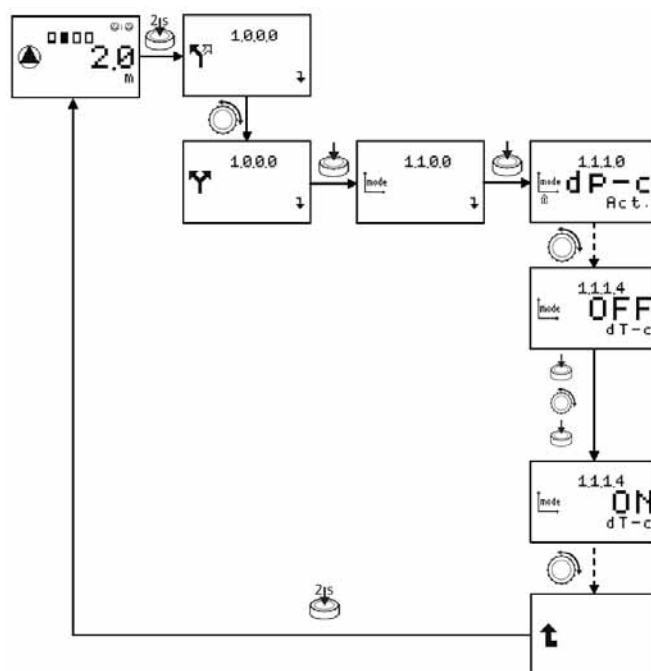 2s
2.0
m
1.0.0.0
1.0.0.0
mode
1.1.0.0
mode
1.1.1.0
dP-c
Act.
mode
1.1.1.4
OFF
dT-c
mode
1.1.1.4
ON
dT-c
2s